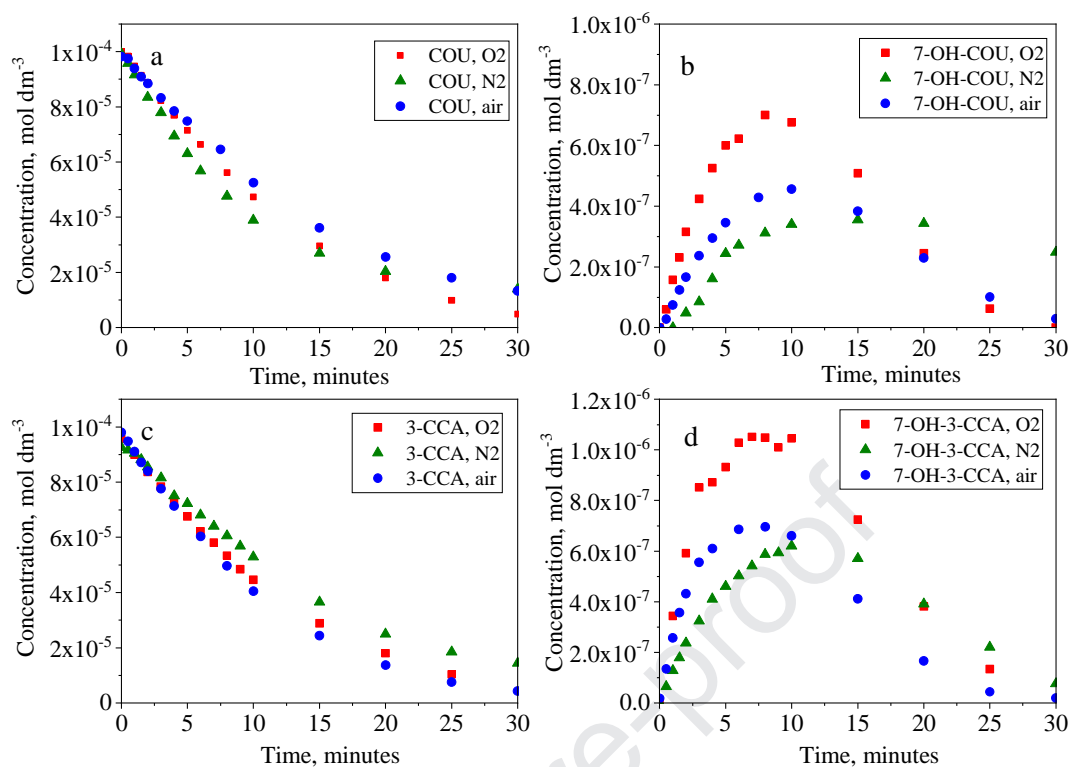 a
COU, O2
COU, N2
COU, air
1x10⁻⁴
8x10⁻⁵
6x10⁻⁵
4x10⁻⁵
2x10⁻⁵
0
0 5 10 15 20 25 30
Concentration, mol dm⁻³
Time, minutes
b
7-OH-COU, O2
7-OH-COU, N2
7-OH-COU, air
1.0x10⁻⁶
8.0x10⁻⁷
6.0x10⁻⁷
4.0x10⁻⁷
2.0x10⁻⁷
0.0
0 5 10 15 20 25 30
Concentration, mol dm⁻³
Time, minutes
c
3-CCA, O2
3-CCA, N2
3-CCA, air
1x10⁻⁴
8x10⁻⁵
6x10⁻⁵
4x10⁻⁵
2x10⁻⁵
0
0 5 10 15 20 25 30
Concentration, mol dm⁻³
Time, minutes
d
7-OH-3-CCA, O2
7-OH-3-CCA, N2
7-OH-3-CCA, air
1.2x10⁻⁶
1.0x10⁻⁶
8.0x10⁻⁷
6.0x10⁻⁷
4.0x10⁻⁷
2.0x10⁻⁷
0.0
0 5 10 15 20 25 30
Concentration, mol dm⁻³
Time, minutes
re-proof